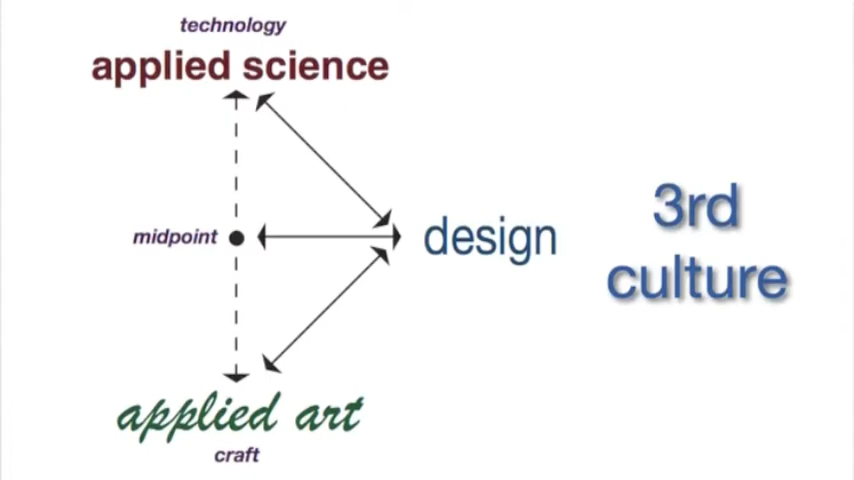 technology
applied science
midpoint
design
3rd
culture
applied art
craft